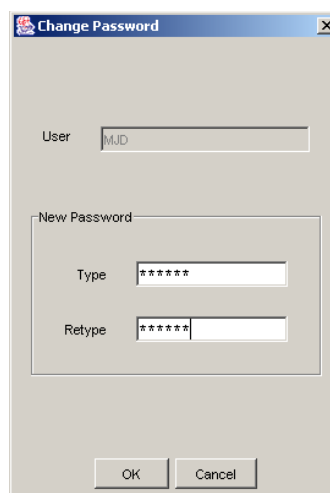 Change Password
User MJD
New Password
Type ******
Retype ******
OK Cancel